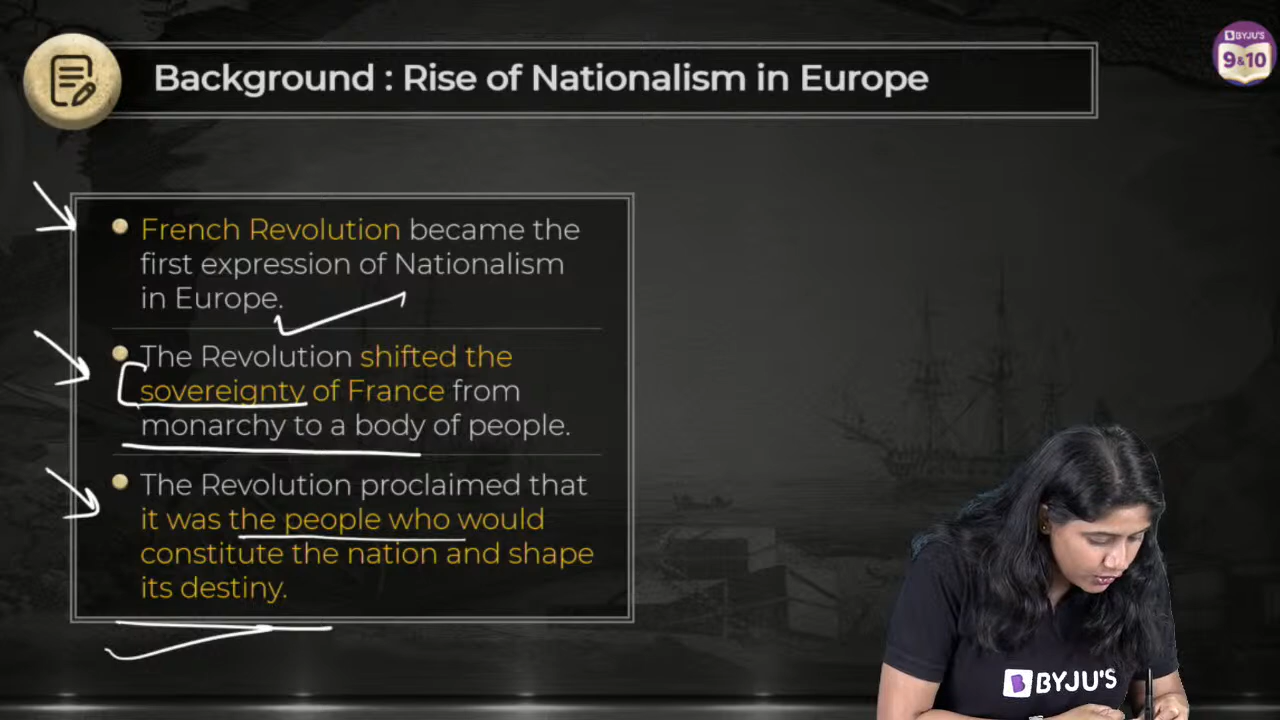 BYJU'S
9&10
Background : Rise of Nationalism in Europe
French Revolution became the
first expression of Nationalism
in Europe.
The Revolution shifted the
sovereignty of France from
monarchy to a body of people.
The Revolution proclaimed that
it was the people who would
constitute the nation and shape
its destiny.
BYJU'S